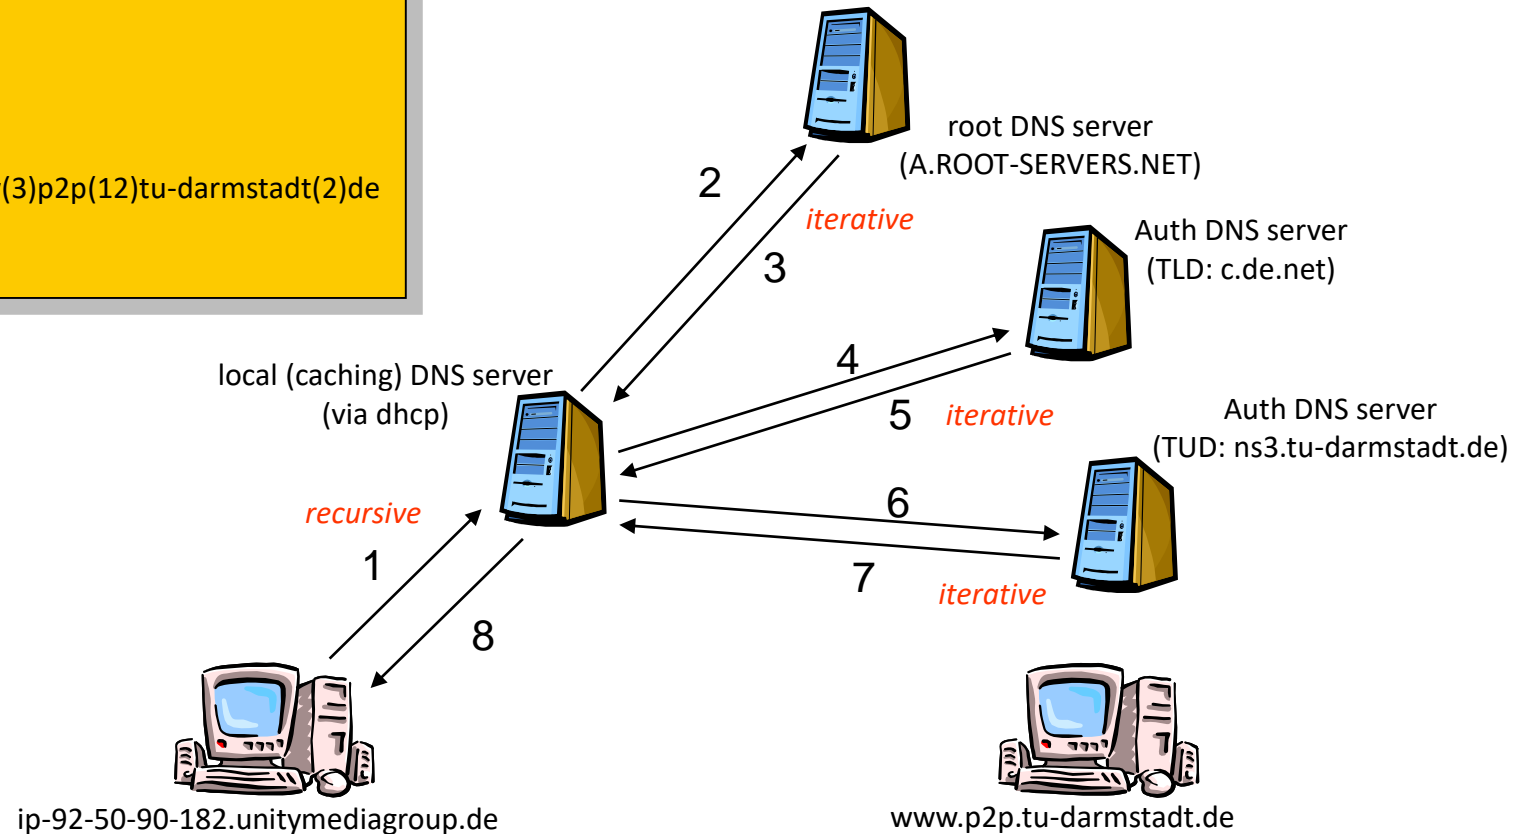 (3)p2p(12)tu-darmstadt(2)de
root DNS server
(A.ROOT-SERVERS.NET)
2
iterative
3
Auth DNS server
(TLD: c.de.net)
local (caching) DNS server
(via dhcp)
4
5
iterative
Auth DNS server
(TUD: ns3.tu-darmstadt.de)
recursive
1
6
7
iterative
8
ip-92-50-90-182.unitymediagroup.de
www.p2p.tu-darmstadt.de